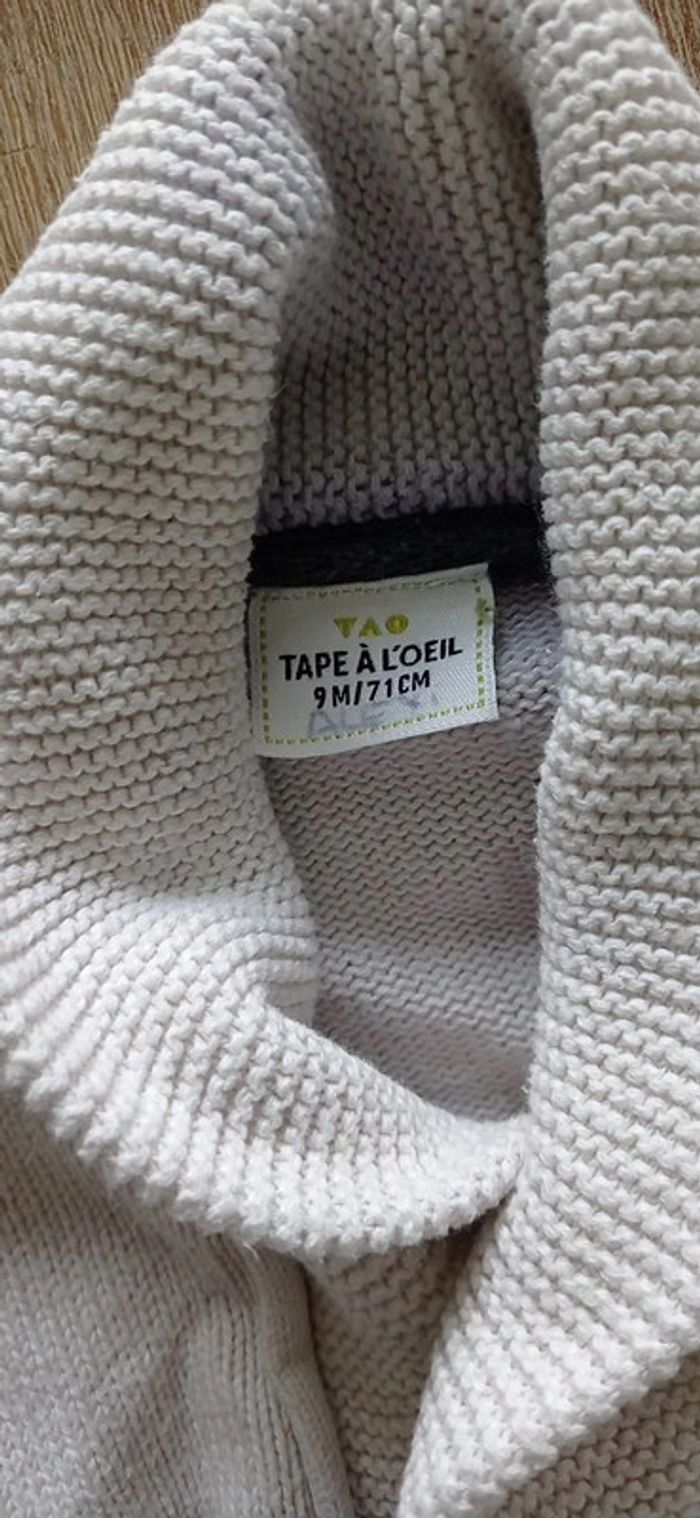 TAO
TAPE À L'OEIL
9M/71CM